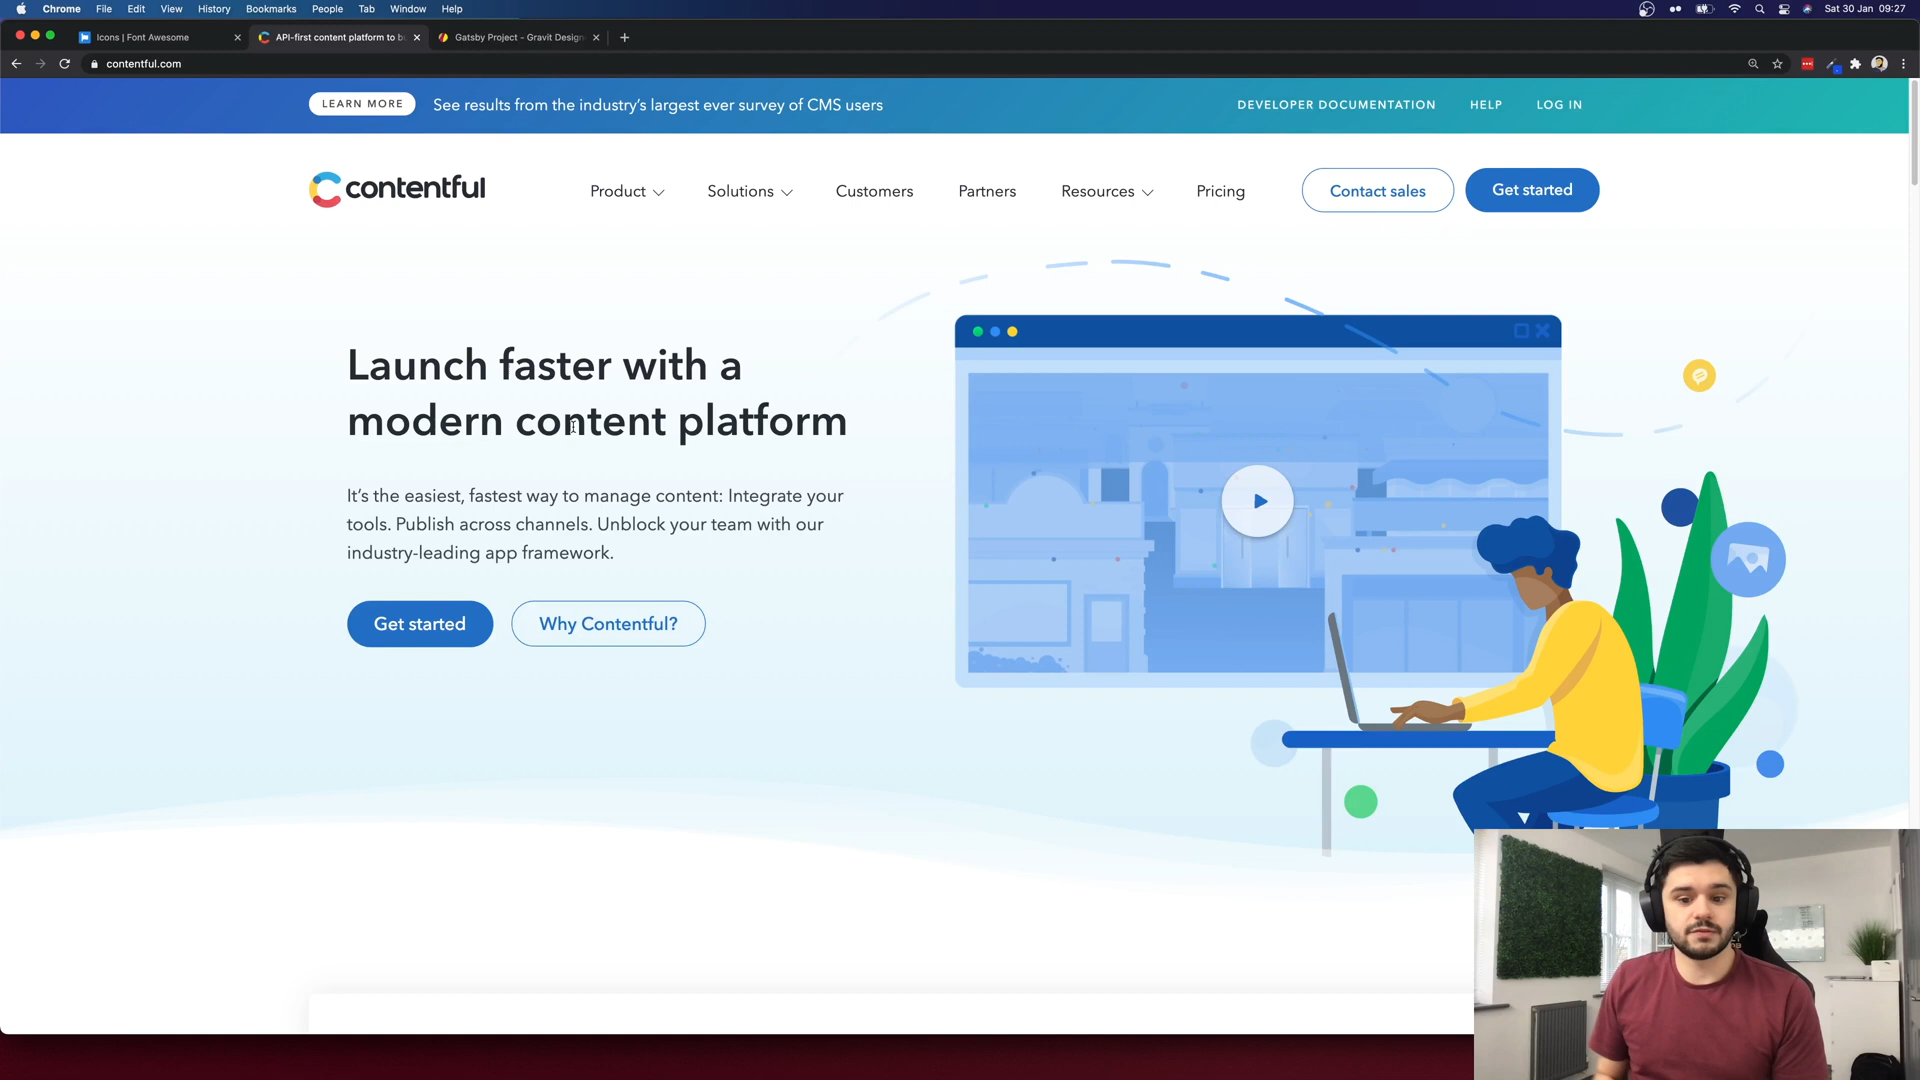 Chrome File Edit View History Bookmarks People Tab Window Help
Sat 30 Jan 09:27
Icons | Font Awesome
API-first content platform to b
Gatsby Project - Gravit Design
contentful.com
LEARN MORE
See results from the industry's largest ever survey of CMS users
DEVELOPER DOCUMENTATION
HELP
LOG IN
contentful
Product
Solutions
Customers
Partners
Resources
Pricing
Contact sales
Get started
Launch faster with a
modern content platform
It's the easiest, fastest way to manage content: Integrate your
tools. Publish across channels. Unblock your team with our
industry-leading app framework.
Get started
Why Contentful?